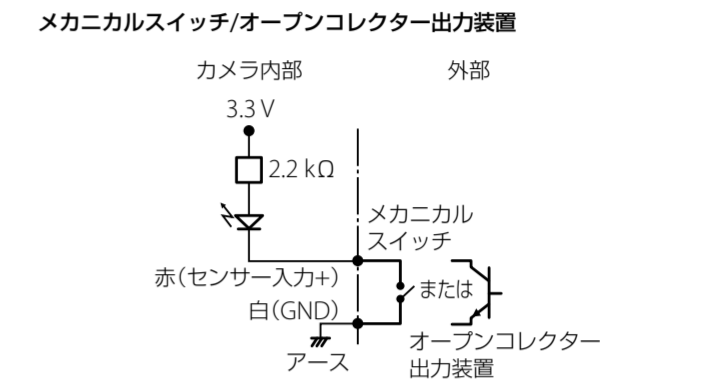 メカニカルスイッチ/オープンコレクター出力装置
カメラ内部
外部
3.3 V
2.2 kΩ
メカニカル
スイッチ
赤(センサー入力+)
または
白(GND)
アース
オープンコレクター
出力装置